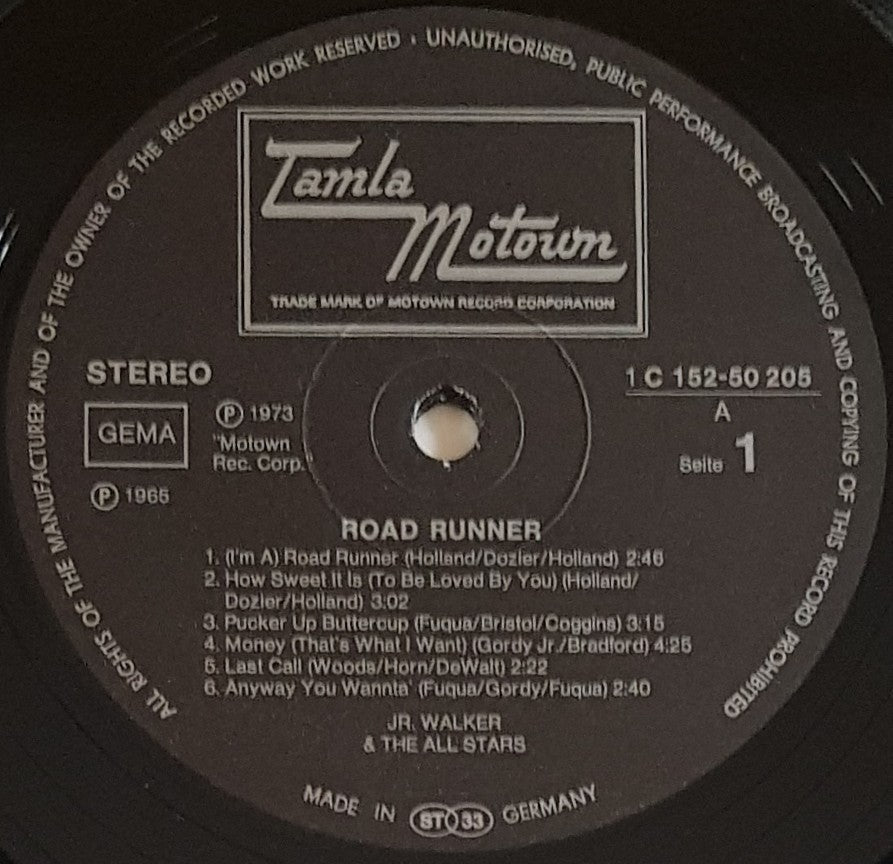 ALL RIGHTS OF THE MANUFACTURER AND OF THE OWNER OF THE RECORDED WORK RESERVED · UNAUTHORISED, PUBLIC PERFORMANCE BROADCASTING AND COPYING OF THIS RECORD PROHIBITED
Tamla
Motown
TRADE MARK OF MOTOWN RECORD CORPORATION
STEREO
1 C 152-50 205
A
GEMA
Ⓟ 1973
"Motown
Rec. Corp."
Seite 1
Ⓟ 1965
ROAD RUNNER
1. (I'm A) Road Runner (Holland/Dozier/Holland) 2:46
2. How Sweet It Is (To Be Loved By You) (Holland/
Dozier/Holland) 3:02
3. Pucker Up Buttercup (Fuqua/Bristol/Coggins) 3:15
4. Money (That's What I Want) (Gordy Jr./Bradford) 4:25
5. Last Call (Woods/Horn/DeWalt) 2:22
6. Anyway You Wannta' (Fuqua/Gordy/Fuqua) 2:40
JR. WALKER
& THE ALL STARS
MADE IN ST 33 GERMANY